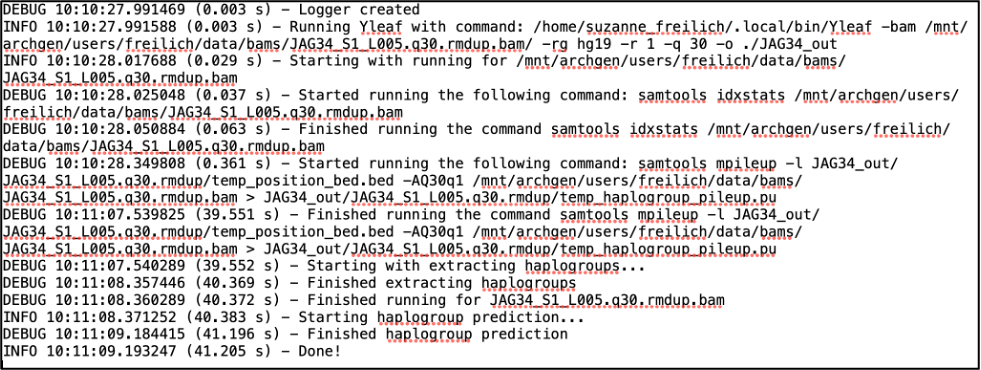 DEBUG 10:10:27.991469 (0.003 s) – Logger created
INFO 10:10:27.991588 (0.003 s) – Running Yleaf with command: /home/suzanne_freilich/.local/bin/Yleaf -bam /mnt/
archgen/users/freilich/data/bams/JAG34_S1_L005.q30.rmdup.bam/ -rg hg19 -r 1 -q 30 -o ./JAG34_out
INFO 10:10:28.017688 (0.029 s) – Starting with running for /mnt/archgen/users/freilich/data/bams/
JAG34_S1_L005.q30.rmdup.bam
DEBUG 10:10:28.025048 (0.037 s) – Started running the following command: samtools idxstats /mnt/archgen/users/
freilich/data/bams/JAG34_S1_L005.q30.rmdup.bam
DEBUG 10:10:28.050884 (0.063 s) – Finished running the command samtools idxstats /mnt/archgen/users/freilich/
data/bams/JAG34_S1_L005.q30.rmdup.bam
DEBUG 10:10:28.349808 (0.361 s) – Started running the following command: samtools mpileup -l JAG34_out/
JAG34_S1_L005.q30.rmdup/temp_position_bed.bed -AQ30q1 /mnt/archgen/users/freilich/data/bams/
JAG34_S1_L005.q30.rmdup.bam > JAG34_out/JAG34_S1_L005.q30.rmdup/temp_haplogroup_pileup.pu
DEBUG 10:11:07.539825 (39.551 s) – Finished running the command samtools mpileup -l JAG34_out/
JAG34_S1_L005.q30.rmdup/temp_position_bed.bed -AQ30q1 /mnt/archgen/users/freilich/data/bams/
JAG34_S1_L005.q30.rmdup.bam > JAG34_out/JAG34_S1_L005.q30.rmdup/temp_haplogroup_pileup.pu
DEBUG 10:11:07.540289 (39.552 s) – Starting with extracting haplogroups...
DEBUG 10:11:08.357446 (40.369 s) – Finished extracting haplogroups
DEBUG 10:11:08.360289 (40.372 s) – Finished running for JAG34_S1_L005.q30.rmdup.bam
INFO 10:11:08.371252 (40.383 s) – Starting haplogroup prediction...
DEBUG 10:11:09.184415 (41.196 s) – Finished haplogroup prediction
INFO 10:11:09.193247 (41.205 s) – Done!